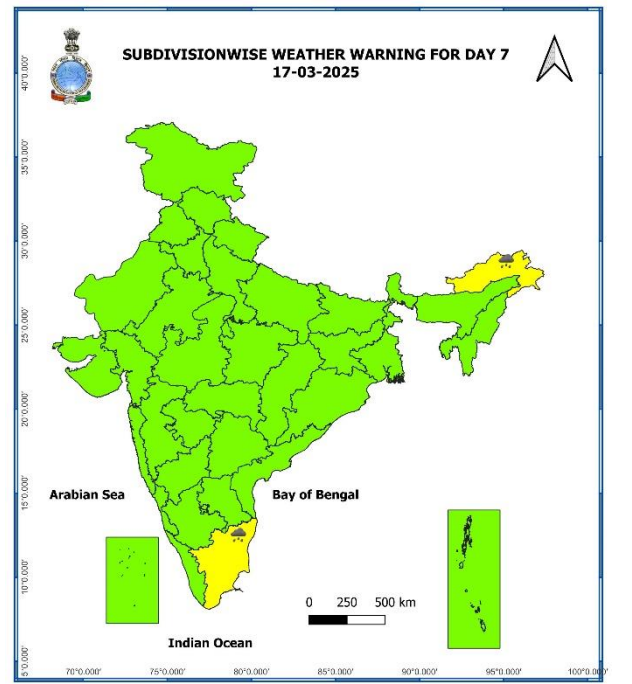 SUBDIVISIONWISE WEATHER WARNING FOR DAY 7
17-03-2025
40°0.000'
35°0.000'
30°0.000'
25°0.000'
20°0.000'
15°0.000'
10°0.000'
5°0.000'
Arabian Sea
Bay of Bengal
0 250 500 km
Indian Ocean
70°0.000' 75°0.000' 80°0.000' 85°0.000' 90°0.000' 95°0.000' 100°0.000'